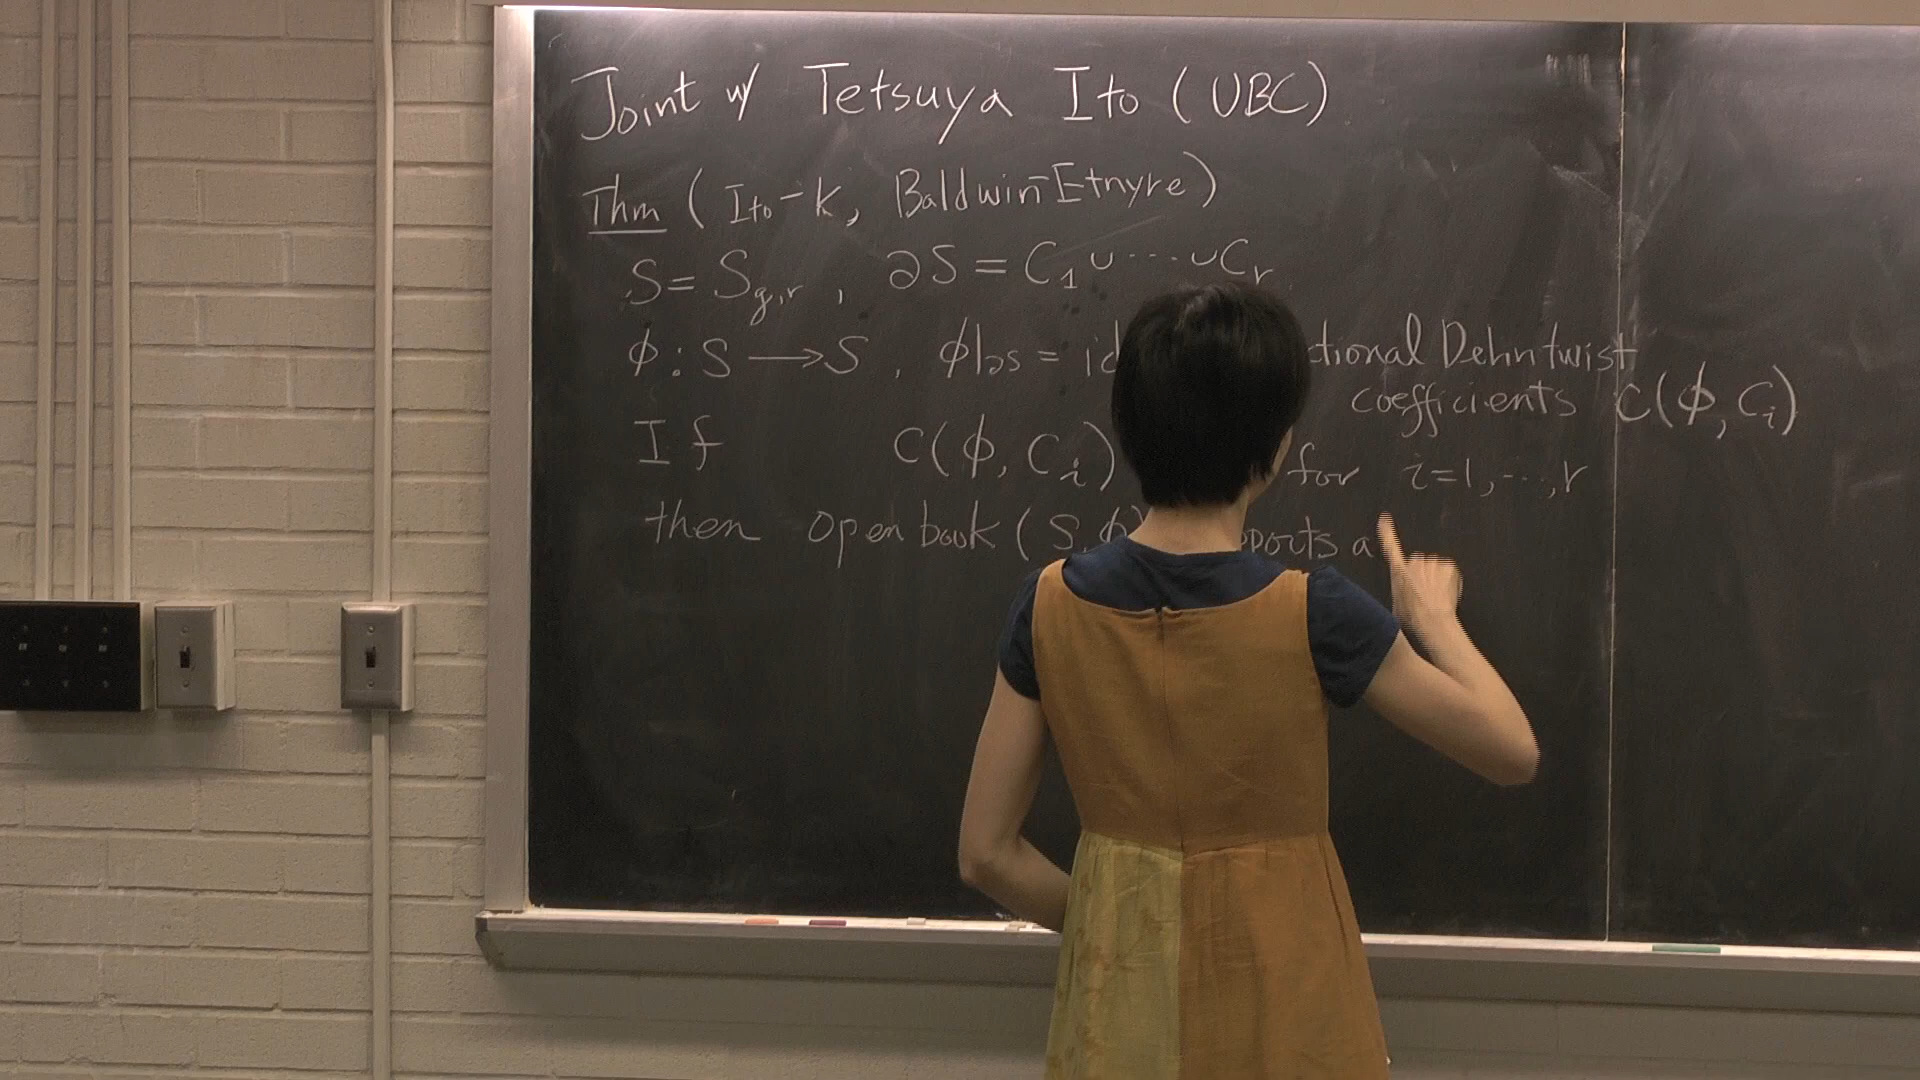 Joint w/ Tetsuya Ito (UBC)
Thm (Ito-K, Baldwin-Etnyre)
S = S_{g,r} , ∂S = C_1 ∪ ··· ∪ C_r
ϕ : S → S , ϕ|_{∂S} = id ctional Dehn twist
coefficients c(ϕ, C_i)
If c(ϕ, C_i) for i=1, ···, r
then open book (S, ϕ) pports a